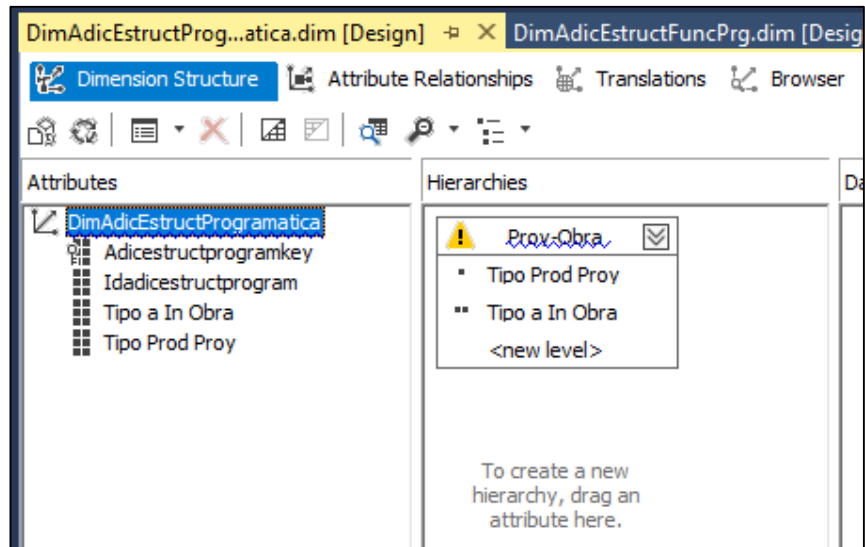 DimAdicEstructProg...atica.dim [Design] DimAdicEstructFuncPrg.dim [Desig
Dimension Structure Attribute Relationships Translations Browser
Attributes
DimAdicEstructProgramatica
Adicestructprogramkey
Idadicestructprogram
Tipo a In Obra
Tipo Prod Proy
Hierarchies
Proy-Obra
Tipo Prod Proy
Tipo a In Obra
<new level>
To create a new
hierarchy, drag an
attribute here.
Da